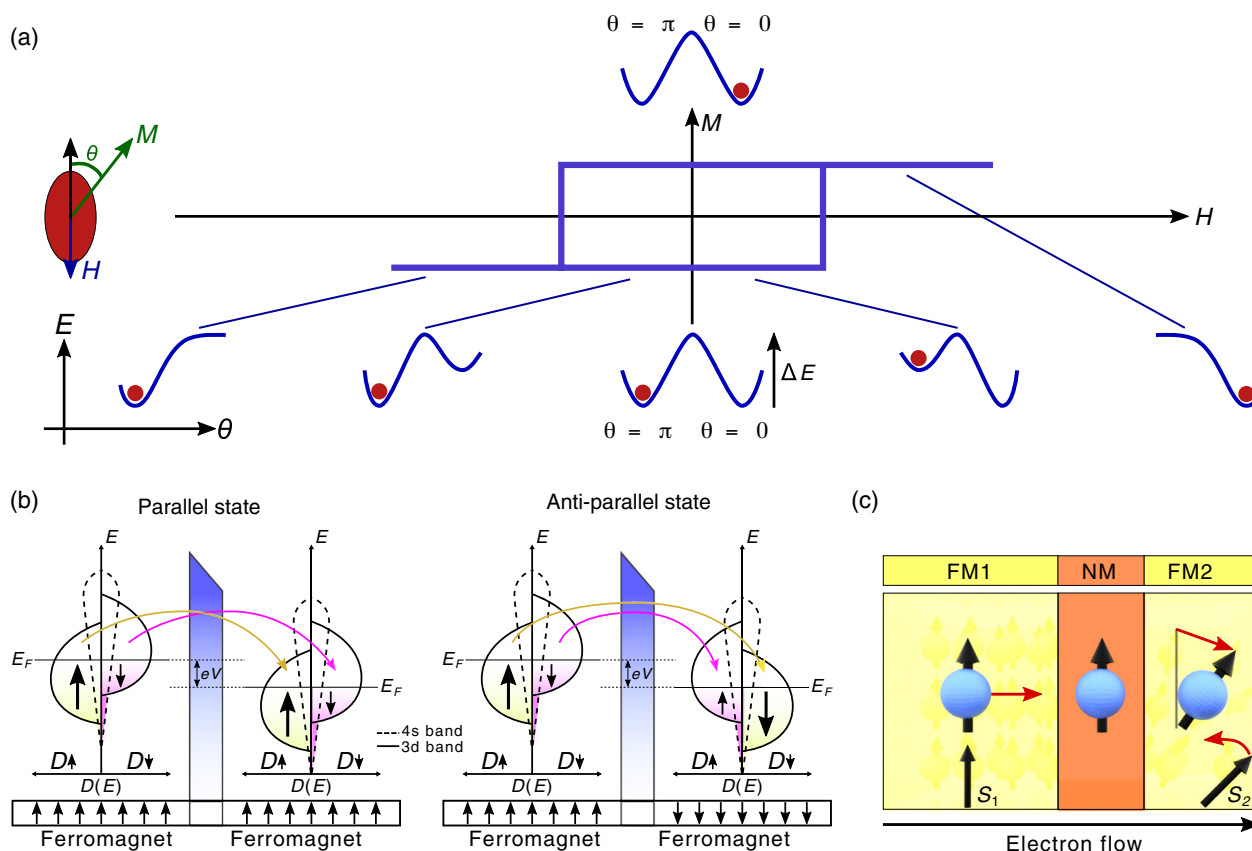 (a)
θ = π θ = 0
M
θ
M
H
H
E
ΔE
θ
θ = π θ = 0
(b)
Parallel state
Anti-parallel state
(c)
E
E
E
E
FM1 NM FM2
E_F
eV
E_F
E_F
eV
E_F
4s band
3d band
D↑ D↓
D↑ D↓
D↑ D↓
D↑ D↓
D(E)
D(E)
D(E)
D(E)
S₁
S₂
Ferromagnet
Ferromagnet
Ferromagnet
Ferromagnet
Electron flow